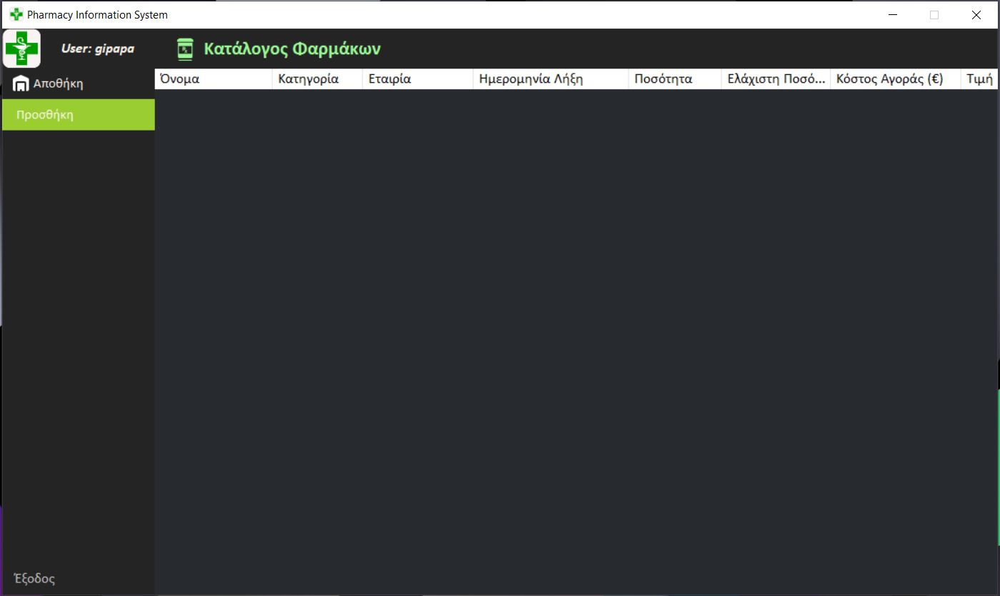 Pharmacy Information System
User: gipapa
Κατάλογος Φαρμάκων
Αποθήκη
Προσθήκη
Όνομα Κατηγορία Εταιρία Ημερομηνία Λήξη Ποσότητα Ελάχιστη Ποσό... Κόστος Αγοράς (€) Τιμή
Έξοδος